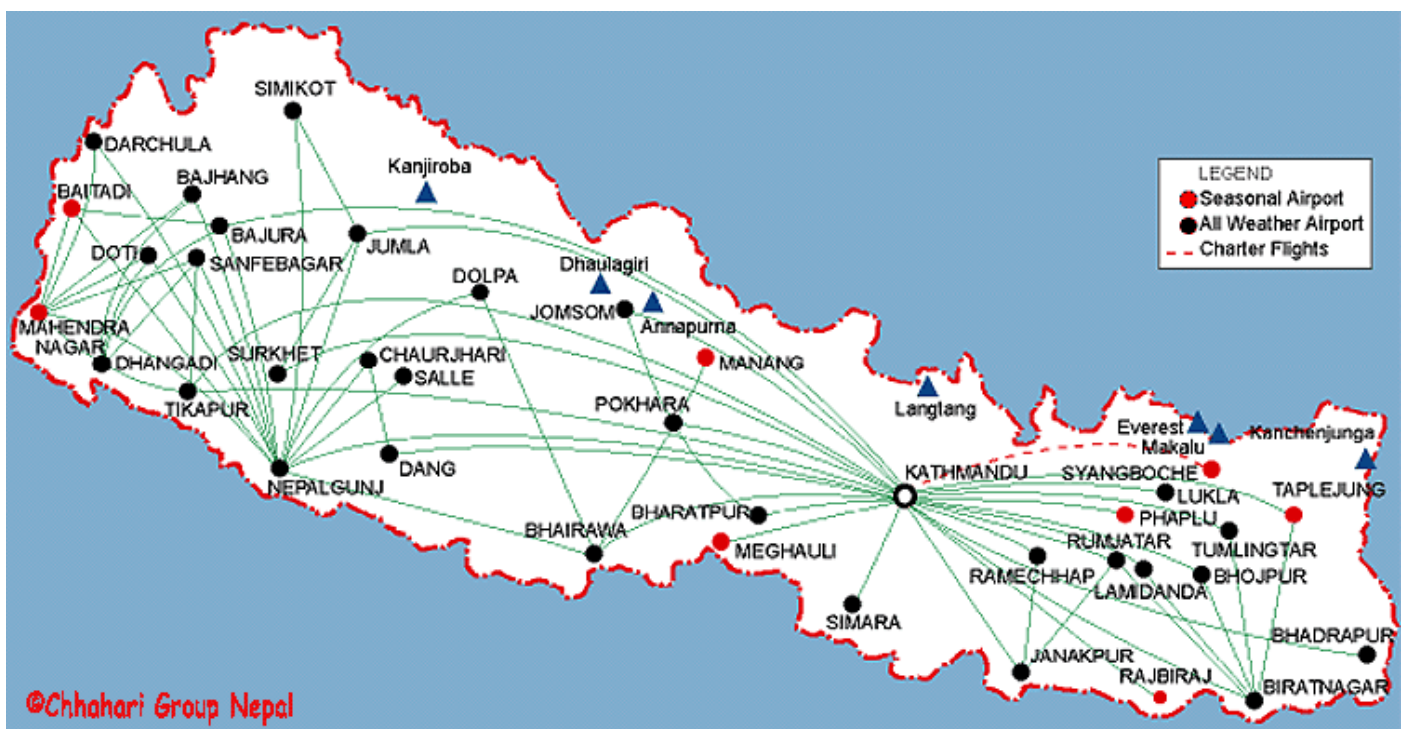 SIMIKOT
DARCHULA
Kanjiroba
BAJHANG
BAITADI
BAJURA
JUMLA
DOTI
SANFEBAGAR
LEGEND
Seasonal Airport
All Weather Airport
Charter Flights
DOLPA
Dhaulagiri
JOMSOM
Annapurna
MAHENDRA
NAGAR
DHANGADI
SURKHET
CHAURJHARI
SALLE
MANANG
TIKAPUR
POKHARA
Langtang
Everest
Makalu
Kanchenjunga
DANG
NEPALGUNJ
KATHMANDU
SYANGBOCHE
LUKLA
TAPLEJUNG
BHAIRAWA
BHARATPUR
PHAPLU
MEGHAULI
RUMJATAR
TUMLINGTAR
RAMECHHAP
BHOJPUR
LAMIDANDA
SIMARA
BHADRAPUR
JANAKPUR
RAJBIRAJ
BIRATNAGAR
©Chhahari Group Nepal